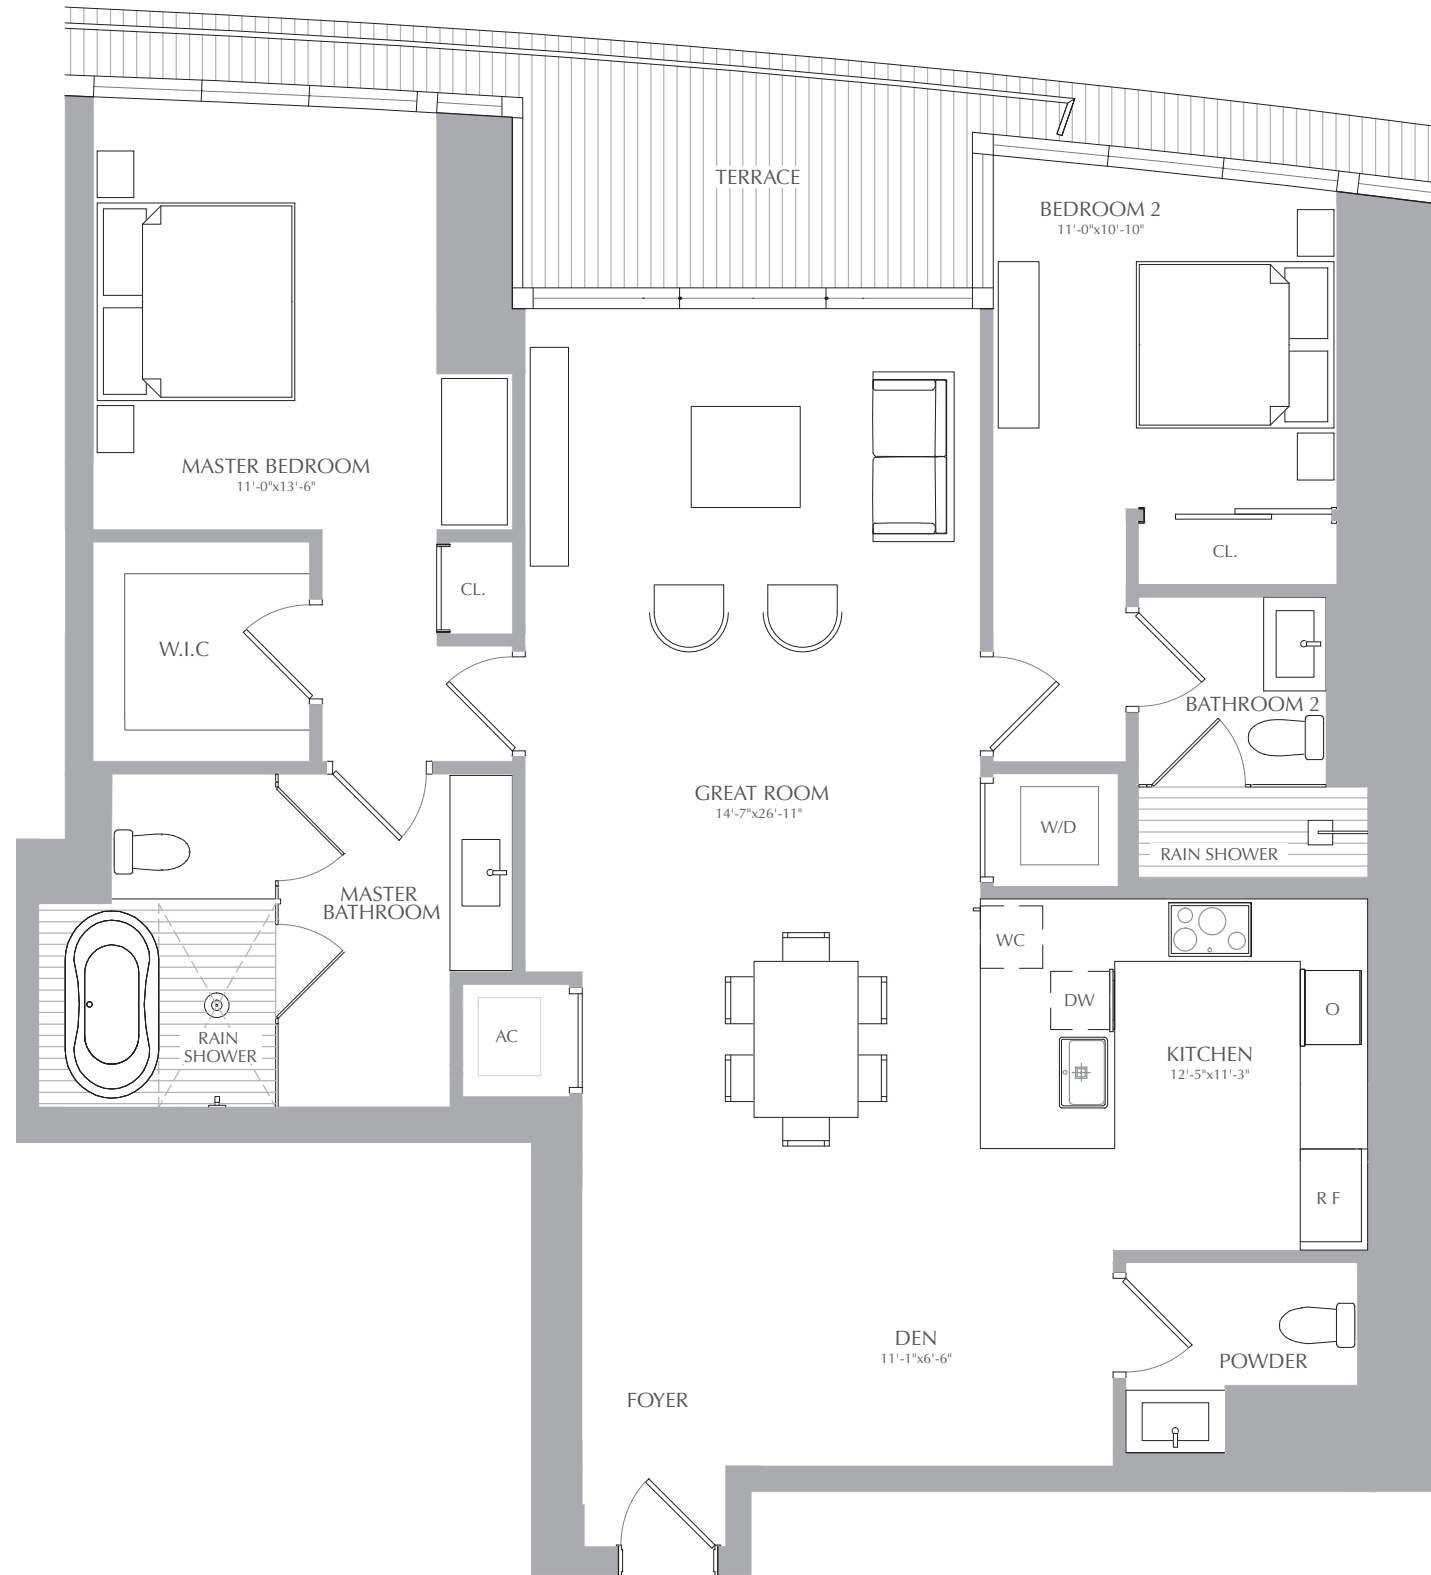 TERRACE
BEDROOM 2
11'-0"x10'-10"
MASTER BEDROOM
11'-0"x13'-6"
CL.
CL.
W.I.C
BATHROOM 2
GREAT ROOM
14'-7"x26'-11"
W/D
RAIN SHOWER
MASTER
BATHROOM
WC
DW
O
AC
RAIN
SHOWER
KITCHEN
12'-5"x11'-3"
R F
DEN
11'-1"x6'-6"
POWDER
FOYER